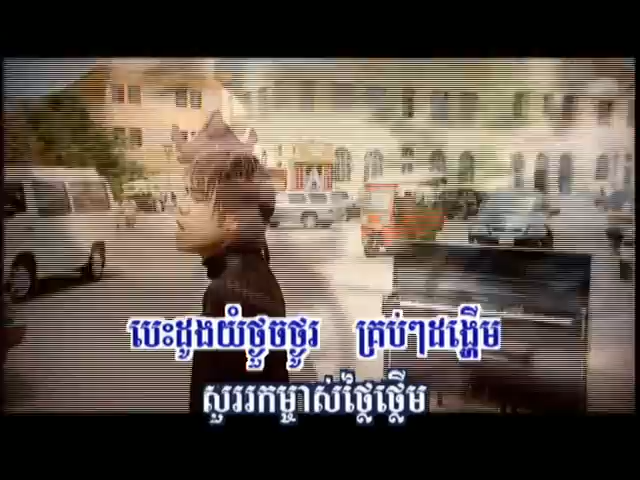 បេះដូងយំថ្ងួចថ្ងូរ គ្រប់ៗដង្ហើម
សួររកម្ចាស់ថ្លៃថ្លើម